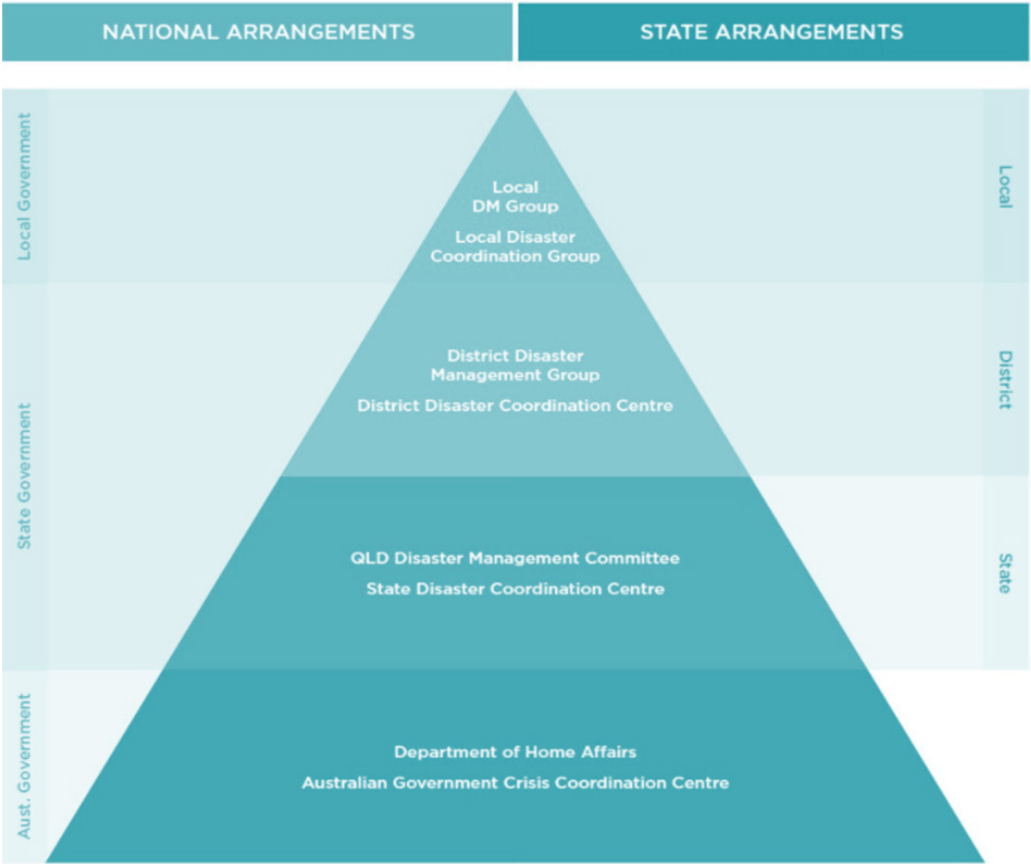 NATIONAL ARRANGEMENTS
STATE ARRANGEMENTS
Local Government
Local
DM Group
Local Disaster
Coordination Group
Local
State Government
District Disaster
Management Group
District Disaster Coordination Centre
District
QLD Disaster Management Committee
State Disaster Coordination Centre
State
Aust. Government
Department of Home Affairs
Australian Government Crisis Coordination Centre